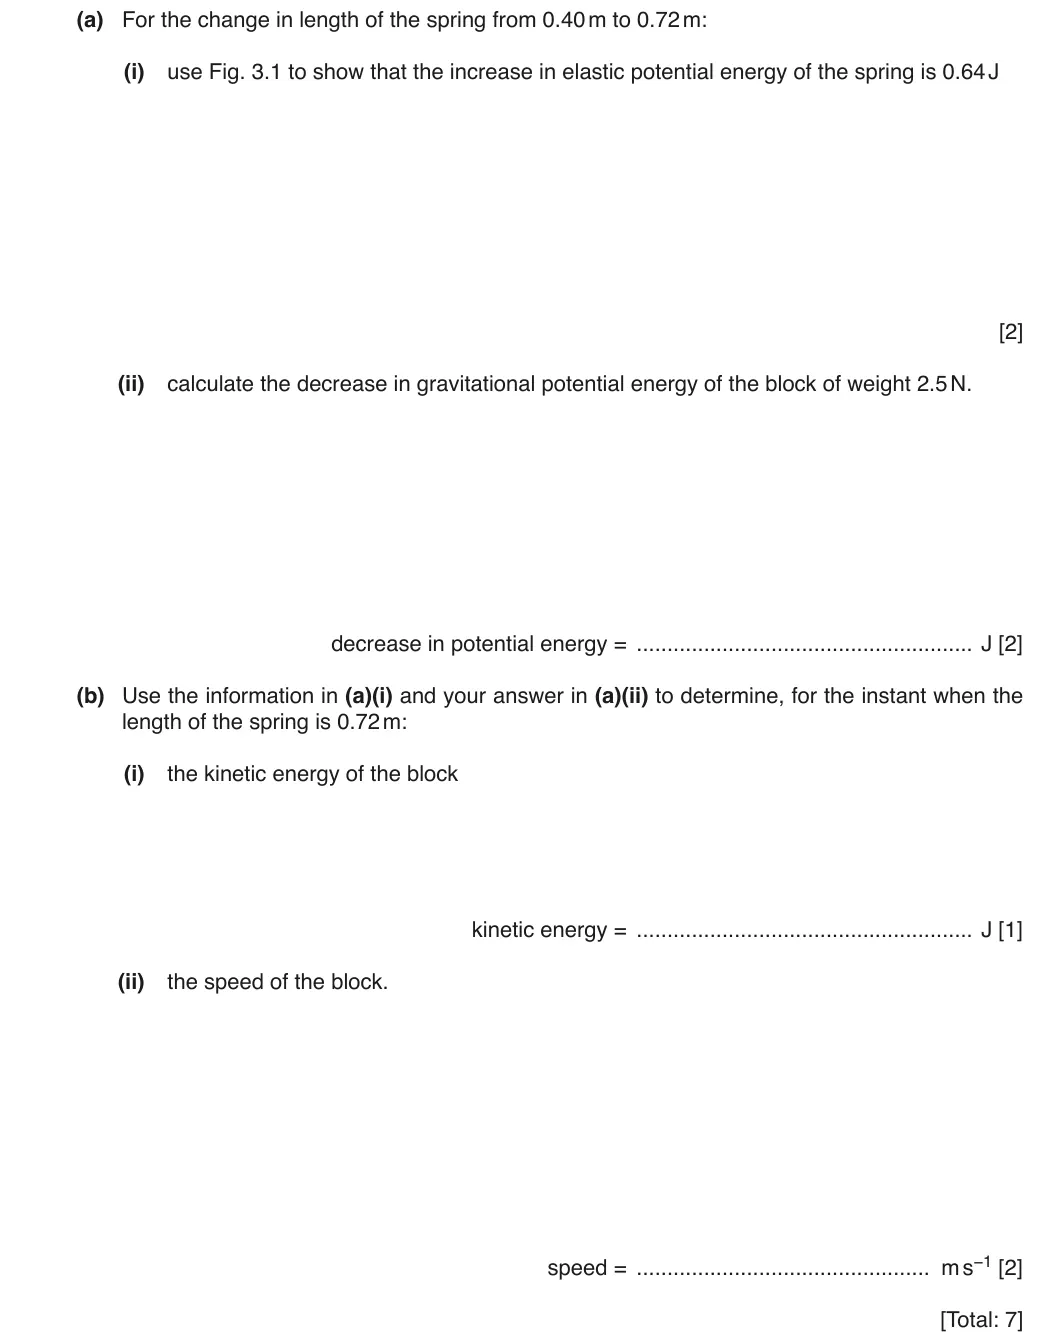 (a) For the change in length of the spring from 0.40 m to 0.72 m:
(i) use Fig. 3.1 to show that the increase in elastic potential energy of the spring is 0.64 J
[2]
(ii) calculate the decrease in gravitational potential energy of the block of weight 2.5 N.
decrease in potential energy = ....................................................... J [2]
(b) Use the information in (a)(i) and your answer in (a)(ii) to determine, for the instant when the
length of the spring is 0.72 m:
(i) the kinetic energy of the block
kinetic energy = ....................................................... J [1]
(ii) the speed of the block.
speed = ................................................ m s⁻¹ [2]
[Total: 7]